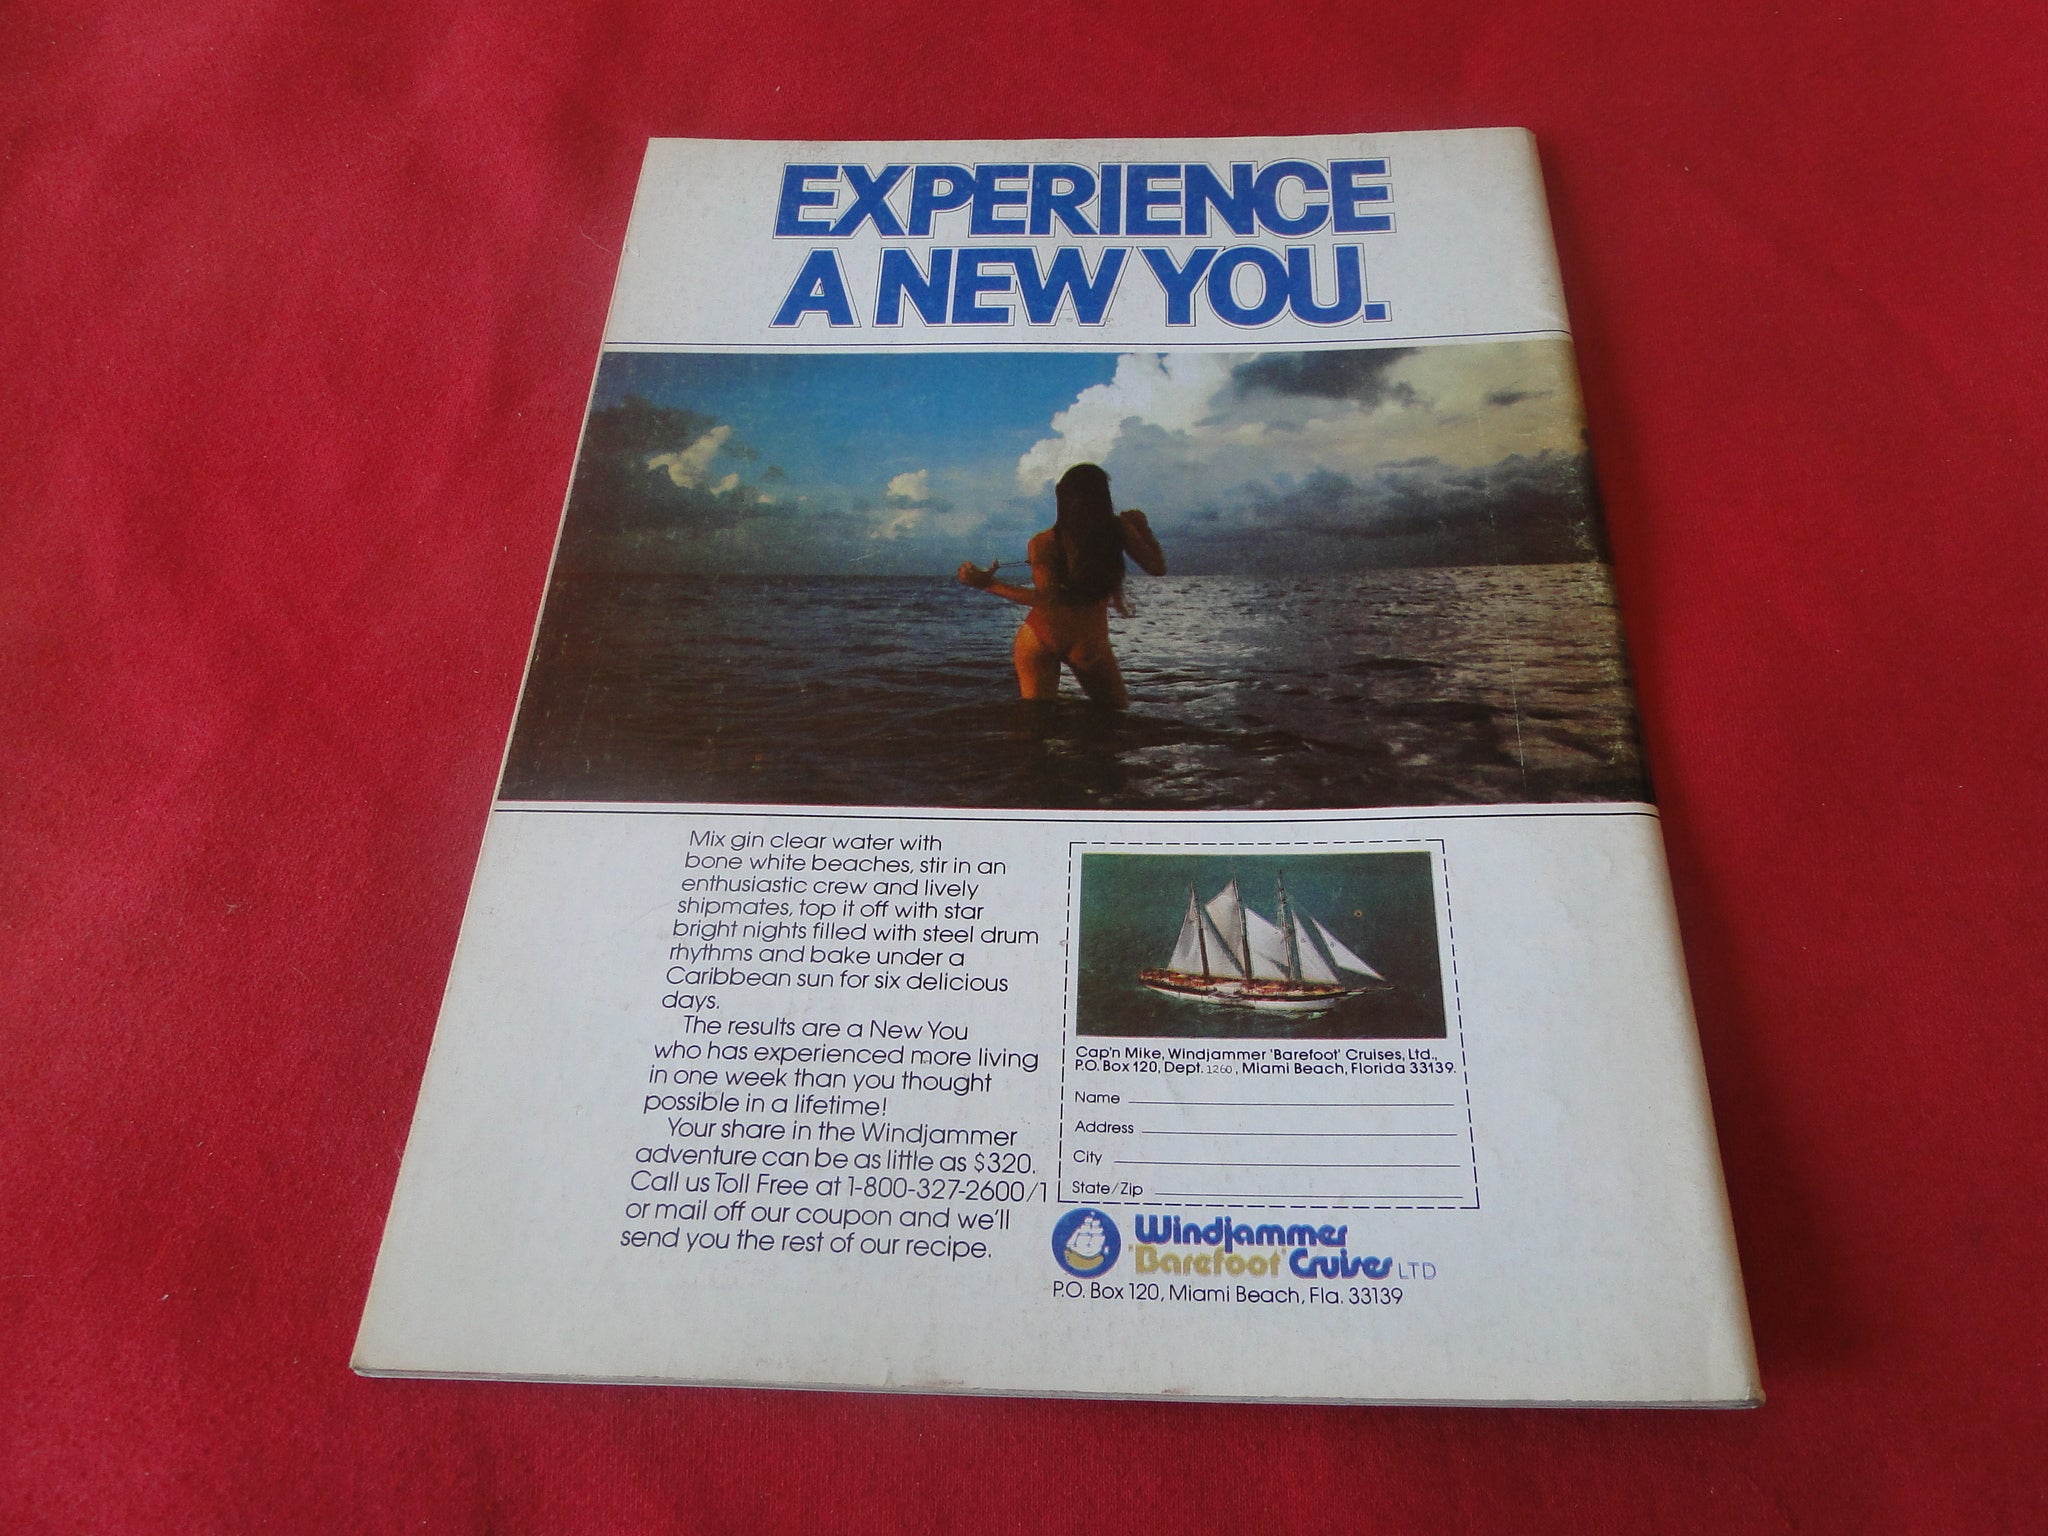 EXPERIENCE
A NEW YOU.
Mix gin clear water with
bone white beaches, stir in an
enthusiastic crew and lively
shipmates, top it off with star
bright nights filled with steel drum
rhythms and bake under a
Caribbean sun for six delicious
days.
The results are a New You
who has experienced more living
in one week than you thought
possible in a lifetime!
Your share in the Windjammer
adventure can be as little as $320.
Call us Toll Free at 1-800-327-2600/1
or mail off our coupon and we'll
send you the rest of our recipe.
Cap'n Mike, Windjammer 'Barefoot' Cruises, Ltd.,
P.O. Box 120, Dept. 1260, Miami Beach, Florida 33139.
Name
Address
City
State/Zip
Windjammer
'Barefoot' Cruises LTD
P.O. Box 120, Miami Beach, Fla. 33139